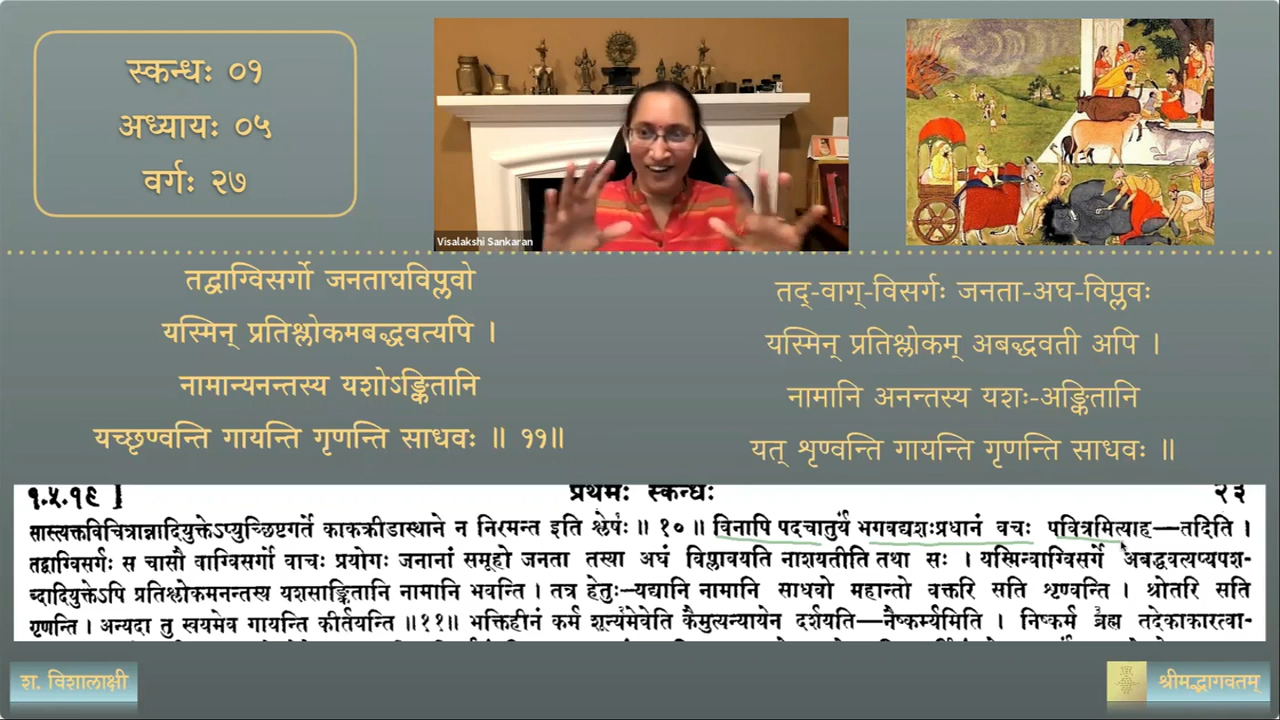 स्कन्धः ०१
अध्यायः ०५
वर्गः २७
Visalakshi Sankaran
तद्वाग्विसर्गो जनताघविप्लवो
यस्मिन् प्रतिश्लोकमबद्धवत्यपि ।
नामान्यनन्तस्य यशोऽङ्कितानि
यच्छृण्वन्ति गायन्ति गृणन्ति साधवः ॥ ११॥
तद्-वाग्-विसर्गः जनता-अघ-विप्लवः
यस्मिन् प्रतिश्लोकम् अबद्धवती अपि ।
नामानि अनन्तस्य यशः-अङ्कितानि
यत् शृण्वन्ति गायन्ति गृणन्ति साधवः ॥
१.५.१९ ] प्रथमः स्कन्धः २३
सास्त्यक्तविचित्रान्नादियुक्तेऽप्युच्छिष्टगर्ते काकक्रीडास्थाने न निरमन्त इति श्लेषः ॥ १० ॥ विनापि पदचातुर्यं भगवद्यशःप्रधानं वचः पवित्रमित्याह—तदिति ।
तद्वाग्विसर्गः स चासौ वाग्विसर्गो वाचः प्रयोगः जनानां समूहो जनता तस्या अघं विप्लावयति नाशयतीति तथा सः । यस्मिन्वाग्विसर्गे अबद्धवत्यप्यपश-
ब्दादियुक्तेऽपि प्रतिश्लोकमनन्तस्य यशसाङ्कितानि नामानि भवन्ति । तत्र हेतुः—यद्यानि नामानि साधवो महान्तो वक्तरि सति शृण्वन्ति । श्रोतरि सति
गृणन्ति । अन्यदा तु स्वयमेव गायन्ति कीर्तयन्ति ॥११॥ भक्तिहीनं कर्म शून्यमेवेति कैमुत्यन्यायेन दर्शयति—नैष्कर्म्यमिति । निष्कर्म ब्रह्म तदेकाकारत्वा-
श. विशालाक्षी
श्रीमद्भागवतम्